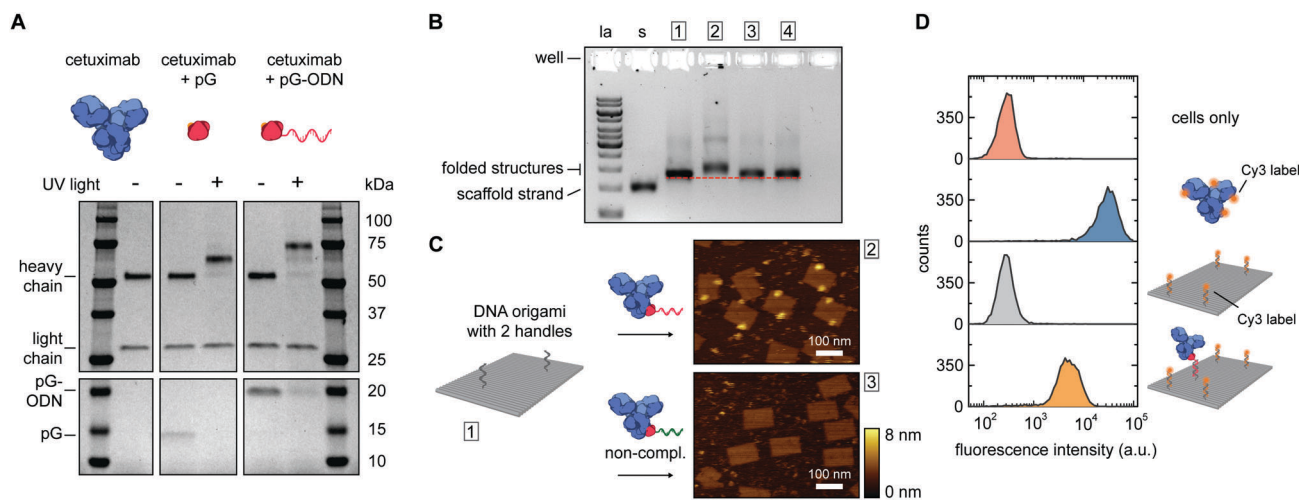 A
cetuximab
cetuximab
+ pG
cetuximab
+ pG-ODN
UV light
-
-
+
-
+
kDa
100
75
50
37
25
20
15
10
heavy
chain
light
chain
pG-
ODN
pG
B
la
s
1
2
3
4
well
folded structures
scaffold strand
C
DNA origami
with 2 handles
1
2
100 nm
non-compl.
3
100 nm
8 nm
0 nm
D
350
0
350
0
350
0
350
0
counts
10² 10³ 10⁴ 10⁵
fluorescence intensity (a.u.)
cells only
Cy3 label
Cy3 label